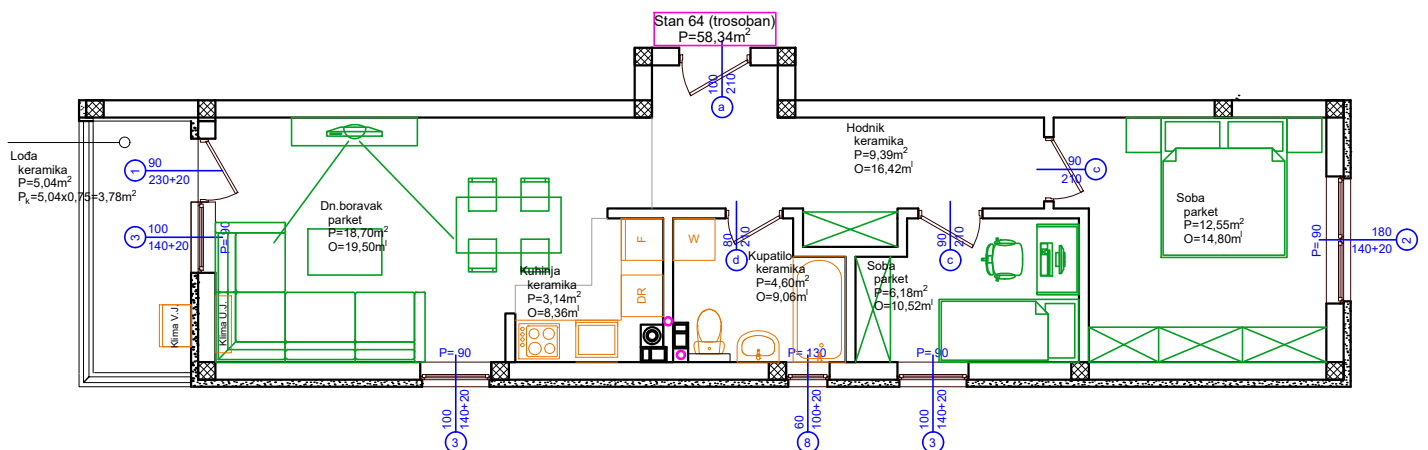 Stan 64 (trosoban)
P=58,34m²
100
210
a
Lođa
keramika
P=5,04m²
Pₖ=5,04x0,75=3,78m²
1
90
230+20
3
100
140+20
P= 90
Dn.boravak
parket
P=18,70m²
O=19,50mˡ
Klima V.J.
Klima U.J.
Kuhinja
keramika
P=3,14m²
O=8,36mˡ
F
DR
W
80
210
d
Kupatilo
keramika
P=4,60m²
O=9,06mˡ
Hodnik
keramika
P=9,39m²
O=16,42mˡ
90
210
c
90
210
c
Soba
parket
P=6,18m²
O=10,52mˡ
Soba
parket
P=12,55m²
O=14,80mˡ
P= 90
180
140+20
2
P= 90
100
140+20
3
P= 130
60
100+20
8
P= 90
100
140+20
3